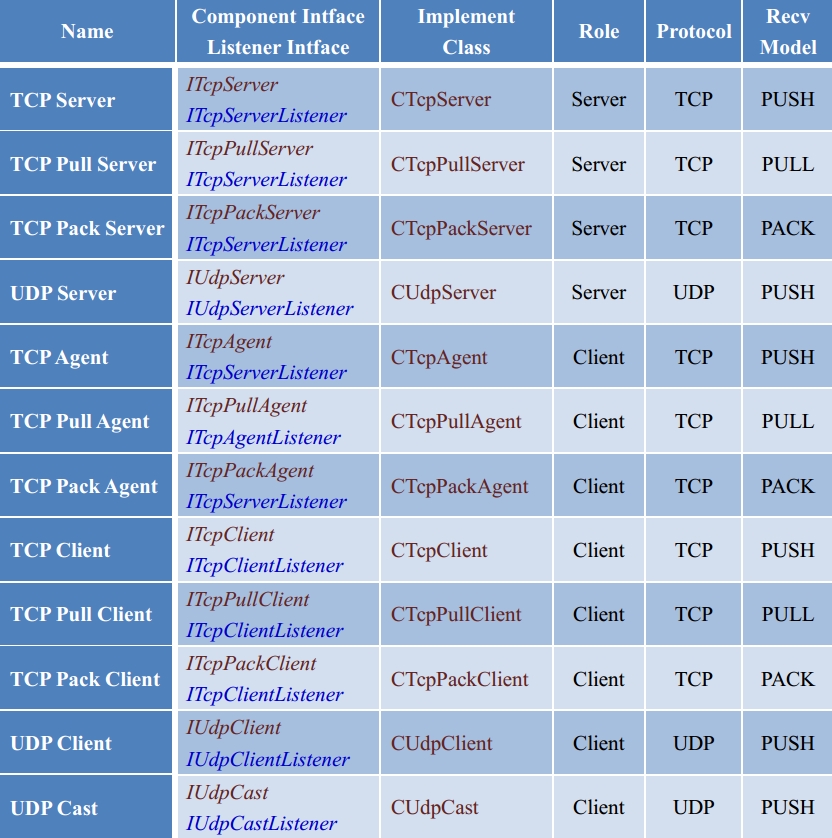 Name
Component Intface
Listener Intface
Implement
Class
Role
Protocol
Recv
Model
TCP Server
ITcpServer
ITcpServerListener
CTcpServer
Server
TCP
PUSH
TCP Pull Server
ITcpPullServer
ITcpServerListener
CTcpPullServer
Server
TCP
PULL
TCP Pack Server
ITcpPackServer
ITcpServerListener
CTcpPackServer
Server
TCP
PACK
UDP Server
IUdpServer
IUdpServerListener
CUdpServer
Server
UDP
PUSH
TCP Agent
ITcpAgent
ITcpServerListener
CTcpAgent
Client
TCP
PUSH
TCP Pull Agent
ITcpPullAgent
ITcpAgentListener
CTcpPullAgent
Client
TCP
PULL
TCP Pack Agent
ITcpPackAgent
ITcpServerListener
CTcpPackAgent
Client
TCP
PACK
TCP Client
ITcpClient
ITcpClientListener
CTcpClient
Client
TCP
PUSH
TCP Pull Client
ITcpPullClient
ITcpClientListener
CTcpPullClient
Client
TCP
PULL
TCP Pack Client
ITcpPackClient
ITcpClientListener
CTcpPackClient
Client
TCP
PACK
UDP Client
IUdpClient
IUdpClientListener
CUdpClient
Client
UDP
PUSH
UDP Cast
IUdpCast
IUdpCastListener
CUdpCast
Client
UDP
PUSH